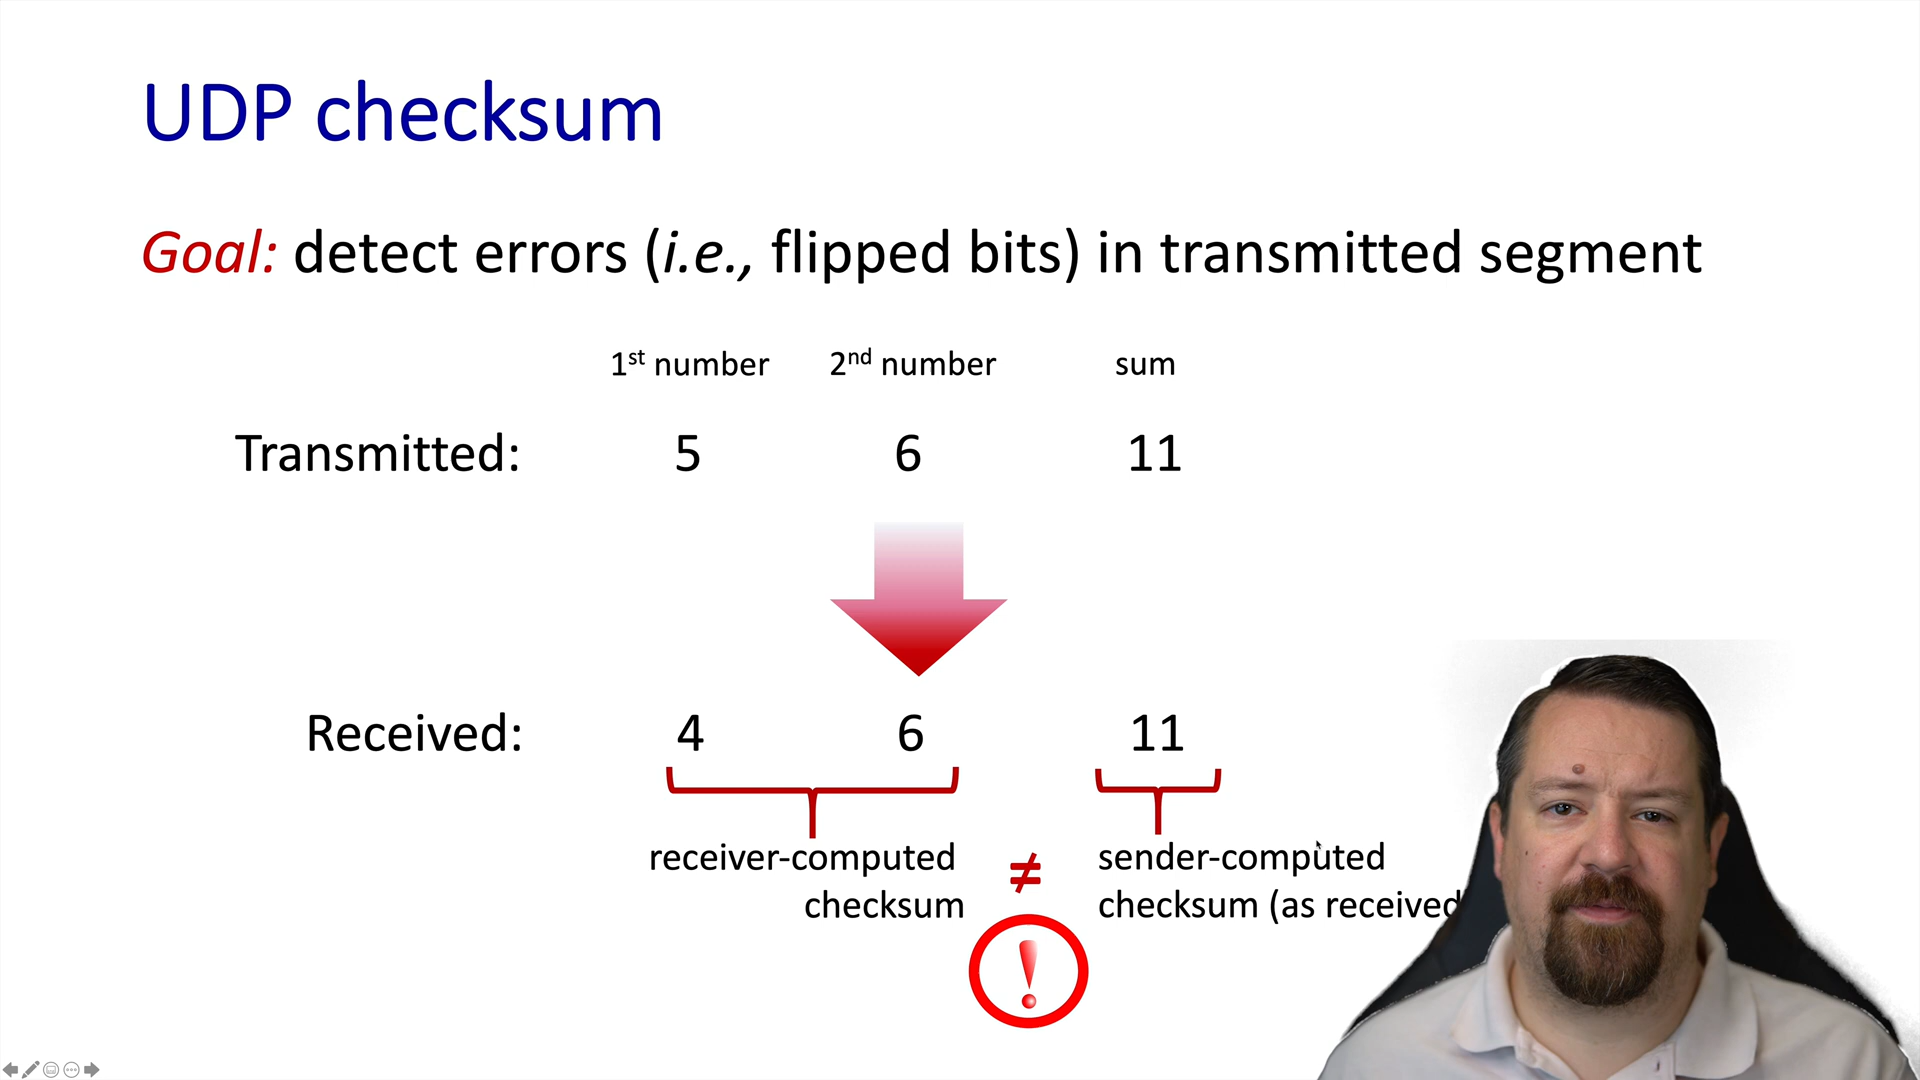 UDP checksum
Goal: detect errors (i.e., flipped bits) in transmitted segment
1st number 2nd number sum
Transmitted: 5 6 11
Received: 4 6 11
receiver-computed checksum
≠
sender-computed checksum (as received
!